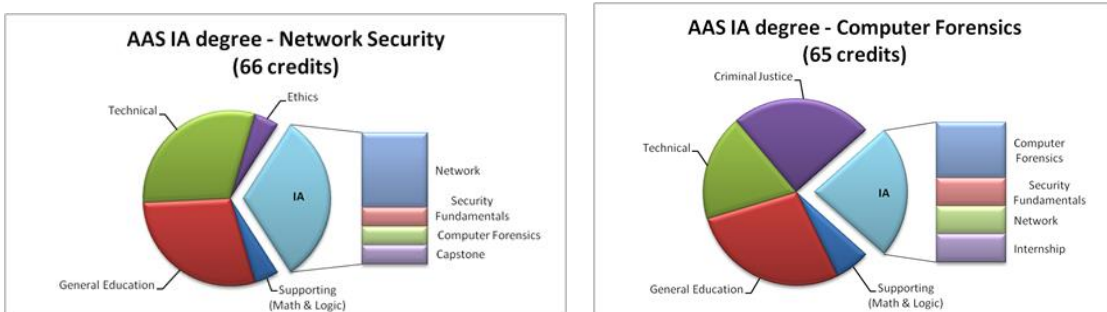 AAS IA degree - Network Security
(66 credits)
Ethics
Technical
Network
IA
Security
Fundamentals
Computer Forensics
Capstone
General Education
Supporting
(Math & Logic)
AAS IA degree - Computer Forensics
(65 credits)
Criminal Justice
Computer
Forensics
Technical
Security
Fundamentals
IA
Network
Internship
General Education
Supporting
(Math & Logic)